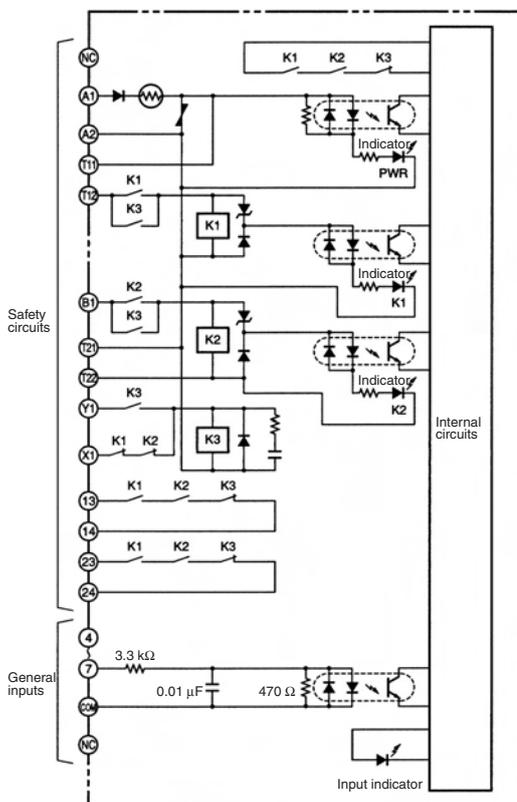 NC
K1 K2 K3
A1
A2
Indicator
PWR
T11
T12
K1
K3
K1
Indicator
K1
Safety
circuits
B1
K2
K3
K2
T21
T22
Indicator
K2
Internal
circuits
Y1
K3
K3
X1
K1 K2
13
K1 K2 K3
14
23
K1 K2 K3
24
4
General
inputs
7
3.3 kΩ
0.01 µF
470 Ω
COM
NC
Input indicator